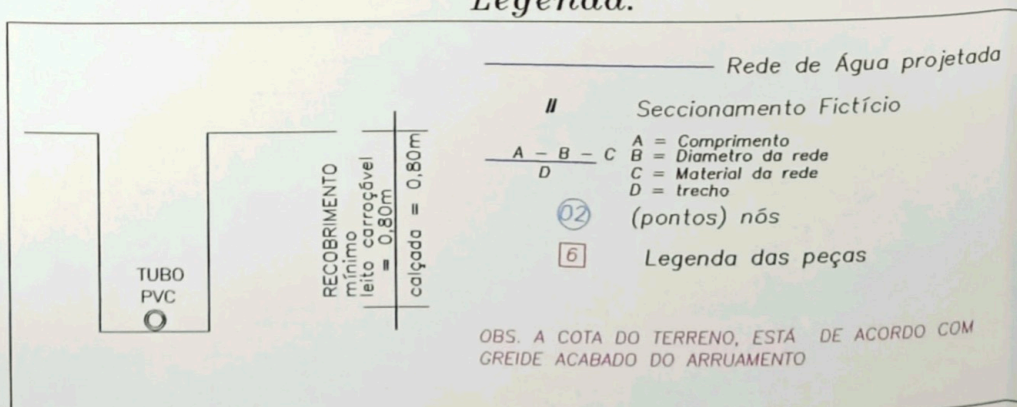 Legenda:
Rede de Água projetada
Seccionamento Fictício
A - B - C
D
A = Comprimento
B = Diametro da rede
C = Material da rede
D = trecho
02 (pontos) nós
6 Legenda das peças
OBS. A COTA DO TERRENO, ESTÁ DE ACORDO COM
GREIDE ACABADO DO ARRUAMENTO
TUBO
PVC
RECOBRIMENTO
mínimo
leito carroçável
= 0,80m
calçada = 0,80m